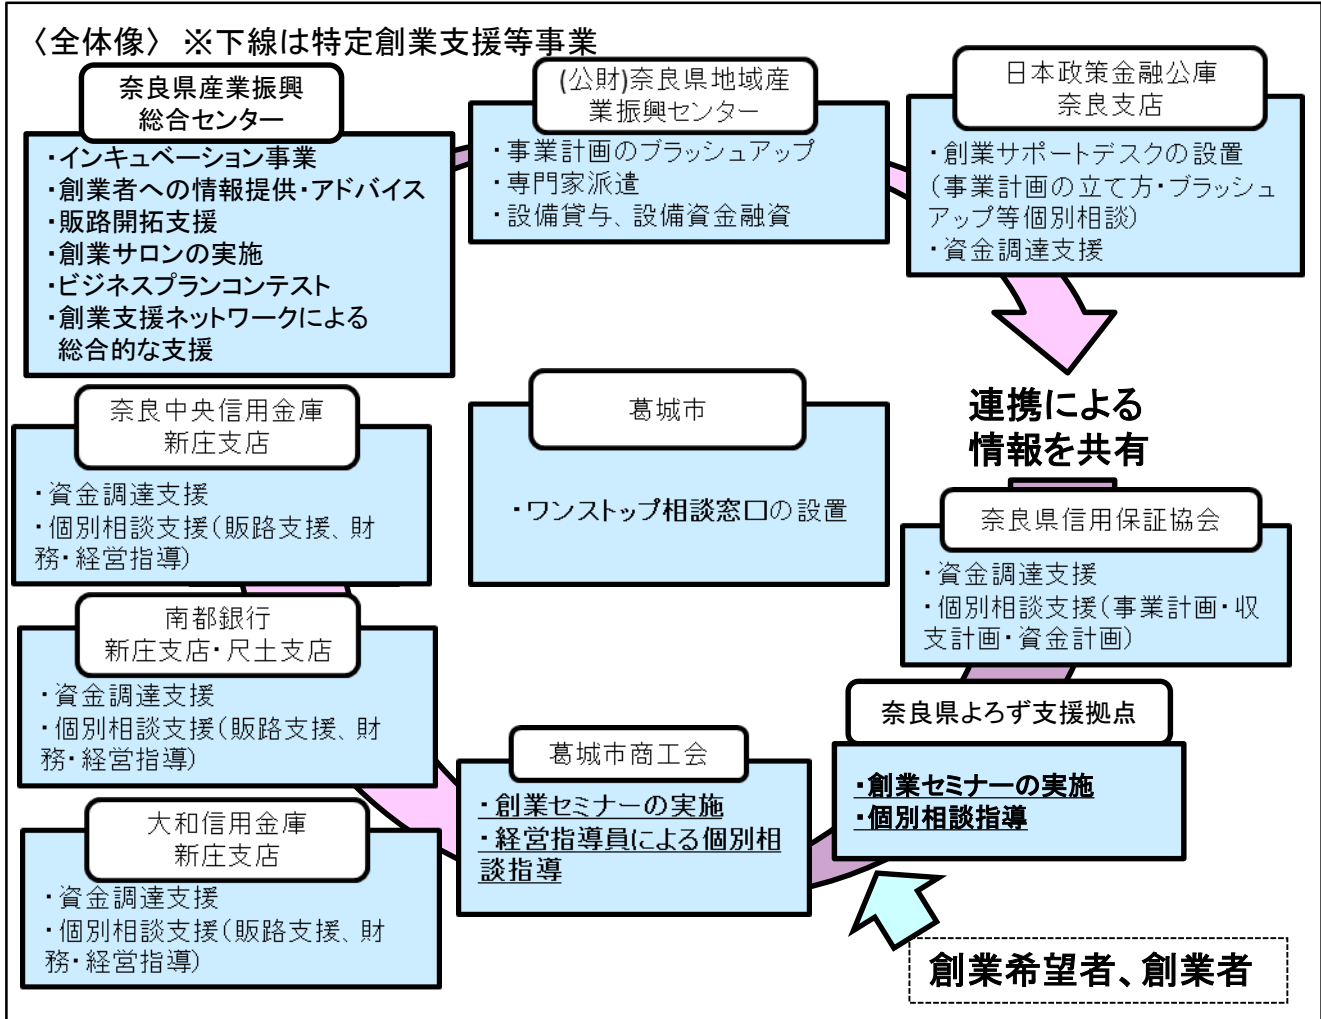 〈全体像〉 ※下線は特定創業支援等事業
奈良県産業振興
総合センター
・インキュベーション事業
・創業者への情報提供・アドバイス
・販路開拓支援
・創業サロンの実施
・ビジネスプランコンテスト
・創業支援ネットワークによる
総合的な支援
(公財)奈良県地域産
業振興センター
・事業計画のブラッシュアップ
・専門家派遣
・設備貸与、設備資金融資
日本政策金融公庫
奈良支店
・創業サポートデスクの設置
(事業計画の立て方・ブラッシュ
アップ等個別相談)
・資金調達支援
奈良中央信用金庫
新庄支店
・資金調達支援
・個別相談支援(販路支援、財
務・経営指導)
葛城市
・ワンストップ相談窓口の設置
連携による
情報を共有
奈良県信用保証協会
・資金調達支援
・個別相談支援(事業計画・収
支計画・資金計画)
南都銀行
新庄支店・尺土支店
・資金調達支援
・個別相談支援(販路支援、財
務・経営指導)
葛城市商工会
・創業セミナーの実施
・経営指導員による個別相
談指導
奈良県よろず支援拠点
・創業セミナーの実施
・個別相談指導
大和信用金庫
新庄支店
・資金調達支援
・個別相談支援(販路支援、財
務・経営指導)
創業希望者、創業者